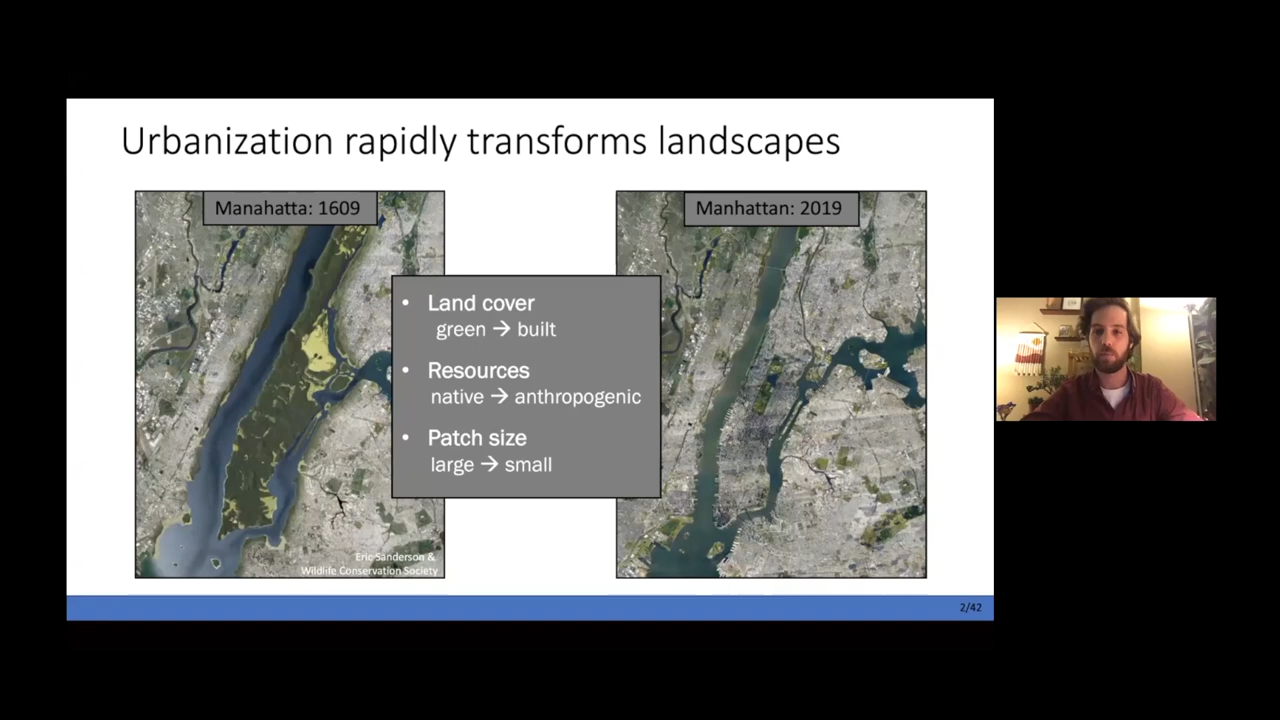 Urbanization rapidly transforms landscapes
Manahatta: 1609
Manhattan: 2019
• Land cover
green → built
• Resources
native → anthropogenic
• Patch size
large → small
Eric Sanderson &
Wildlife Conservation Society
2/42